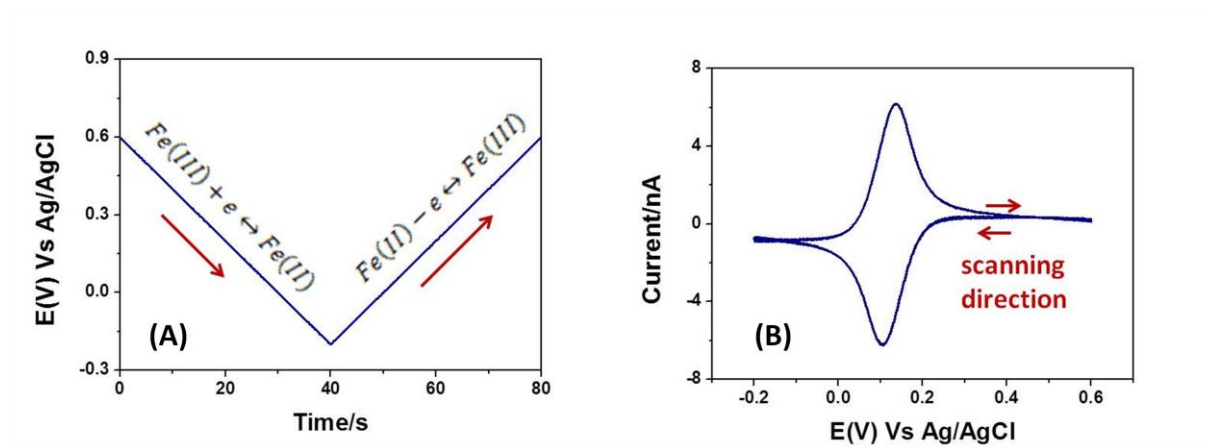 0.9
0.6
0.3
0.0
-0.3
E(V) Vs Ag/AgCl
Fe(III) + e ↔ Fe(II)
Fe(II) − e ↔ Fe(III)
(A)
0 20 40 60 80
Time/s
8
4
0
-4
-8
Current/nA
scanning
direction
(B)
-0.2 0.0 0.2 0.4 0.6
E(V) Vs Ag/AgCl